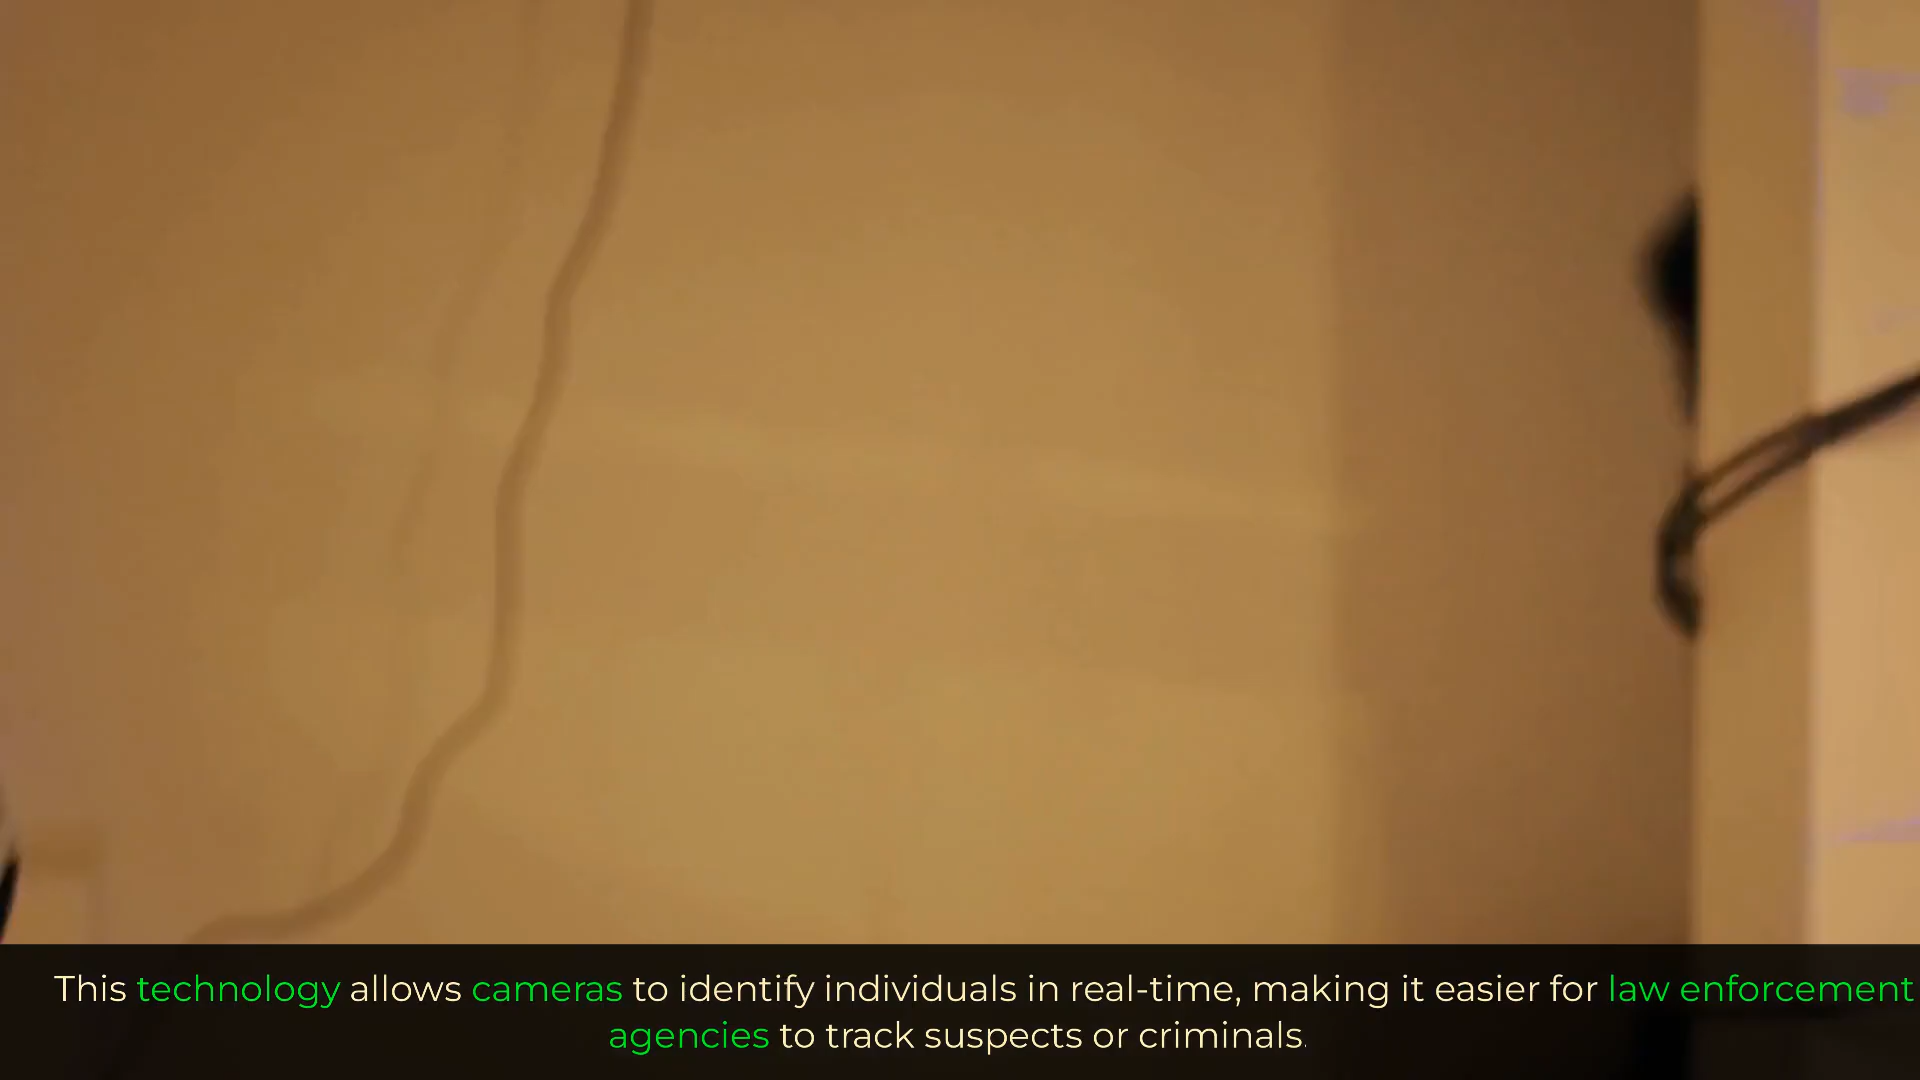 This technology allows cameras to identify individuals in real-time, making it easier for law enforcement
agencies to track suspects or criminals.